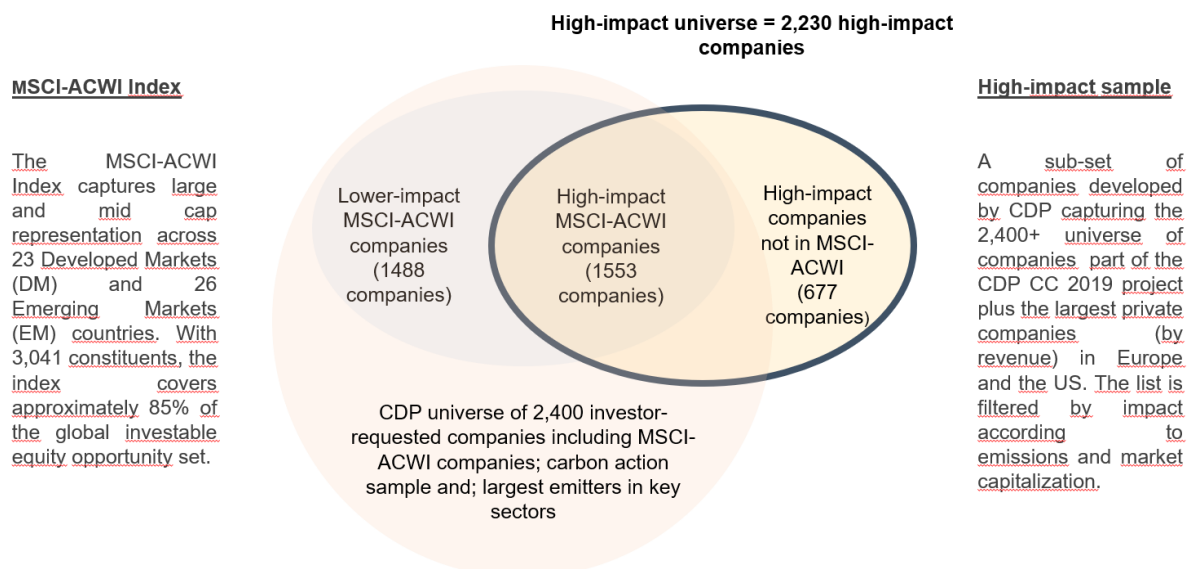 High-impact universe = 2,230 high-impact
companies
MSCI-ACWI Index
The MSCI-ACWI
Index captures large
and mid cap
representation across
23 Developed Markets
(DM) and 26
Emerging Markets
(EM) countries. With
3,041 constituents, the
index covers
approximately 85% of
the global investable
equity opportunity set.
Lower-impact
MSCI-ACWI
companies
(1488
companies)
High-impact
MSCI-ACWI
companies
(1553
companies)
High-impact
companies
not in MSCI-
ACWI
(677
companies)
CDP universe of 2,400 investor-
requested companies including MSCI-
ACWI companies; carbon action
sample and; largest emitters in key
sectors
High-impact sample
A sub-set of
companies developed
by CDP capturing the
2,400+ universe of
companies part of the
CDP CC 2019 project
plus the largest private
companies (by
revenue) in Europe
and the US. The list is
filtered by impact
according to
emissions and market
capitalization.